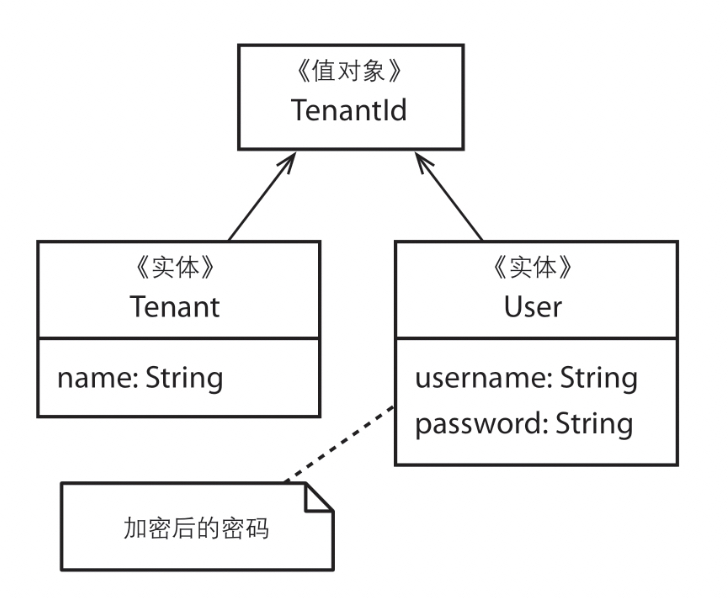 《值对象》
TenantId
《实体》
Tenant
name: String
《实体》
User
username: String
password: String
加密后的密码